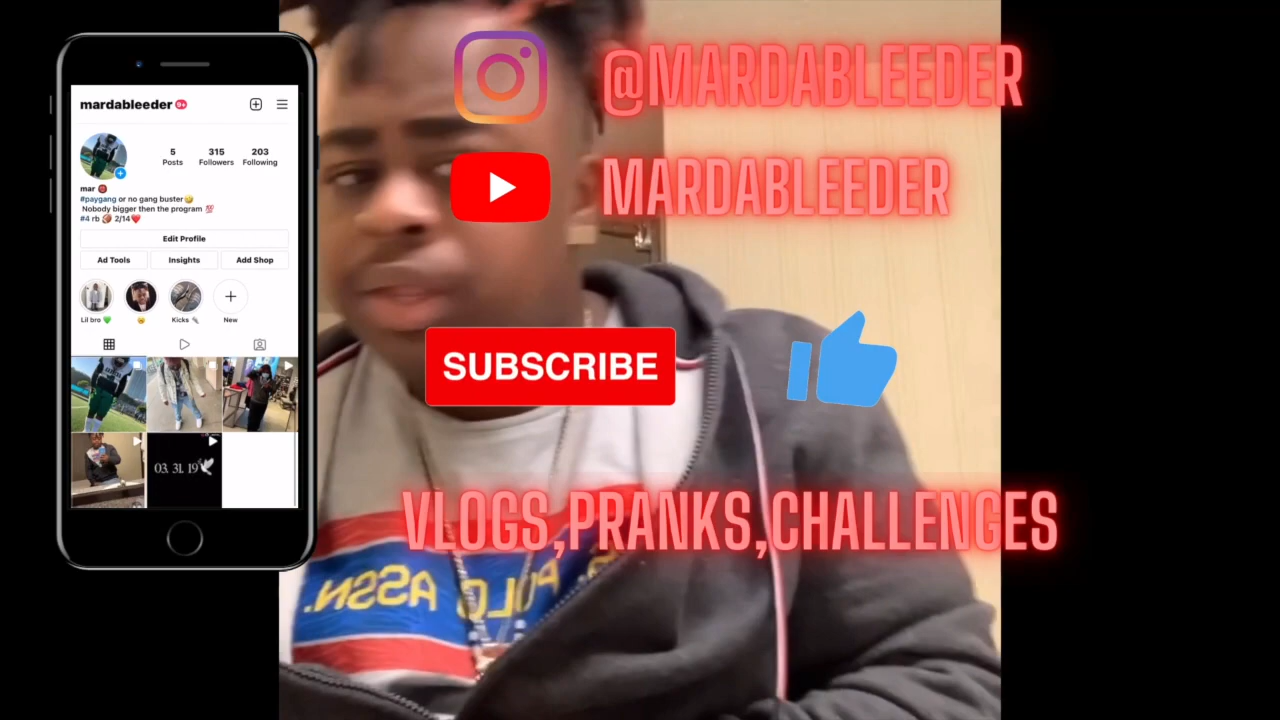 mardableeder 9+
5 315 203
Posts Followers Following
mar 👹
#paygang or no gang buster🤣
Nobody bigger then the program 💯
#4 rb 🏈 2/14❤️
Edit Profile
Ad Tools Insights Add Shop
Lil bro 💚 Kicks New
03. 31. 19🕊
@MARDABLEEDER
MARDABLEEDER
SUBSCRIBE
VLOGS,PRANKS,CHALLENGES
U.S. POLO ASSN.